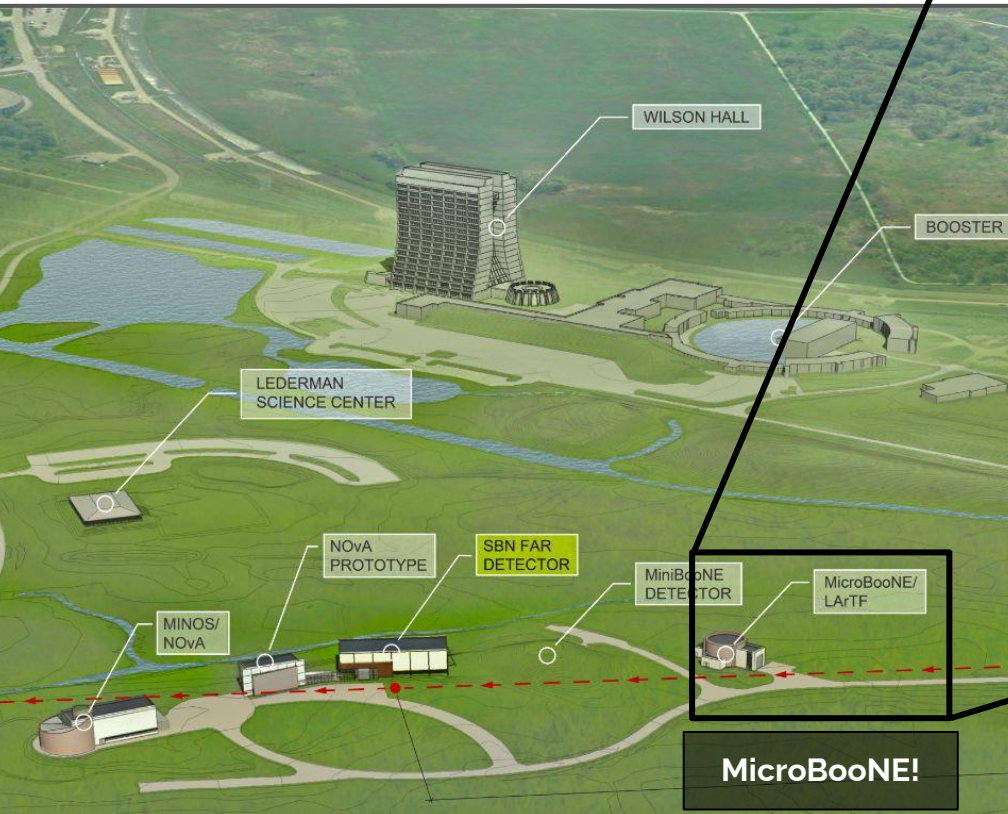 WILSON HALL
BOOSTER
LEDERMAN
SCIENCE CENTER
NOvA
PROTOTYPE
SBN FAR
DETECTOR
MiniBooNE
DETECTOR
MicroBooNE/
LArTF
MINOS/
NOvA
MicroBooNE!